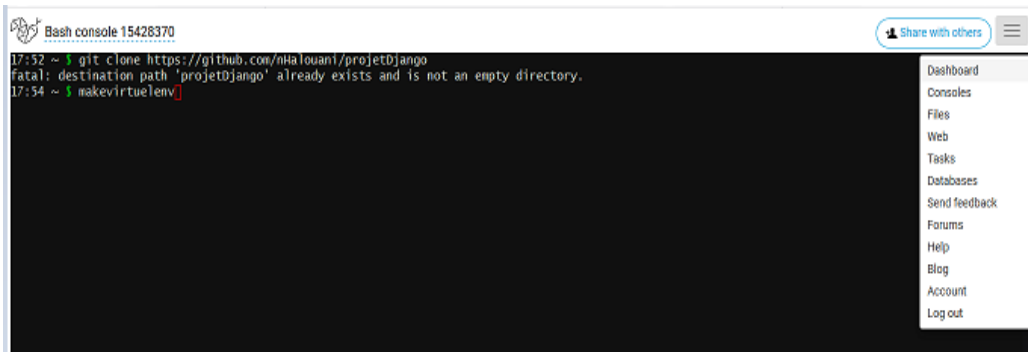 Bash console 15428370
Share with others
17:52 ~ $ git clone https://github.com/nHalouani/projetDjango
fatal: destination path 'projetDjango' already exists and is not an empty directory.
17:54 ~ $ makevirtuelenv
Dashboard
Consoles
Files
Web
Tasks
Databases
Send feedback
Forums
Help
Blog
Account
Log out